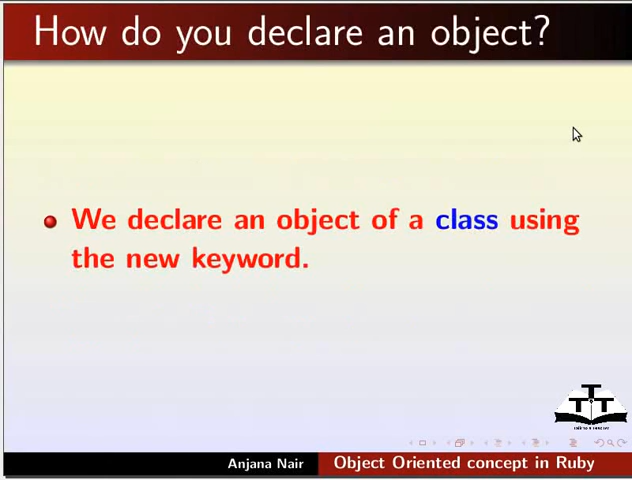 How do you declare an object?
We declare an object of a class using
the new keyword.
T
TT
Anjana Nair
Object Oriented concept in Ruby